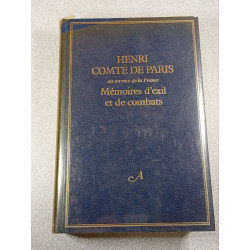 HENRI
COMTE DE PARIS
au service de la France
Mémoires d'exil
et de combats
A